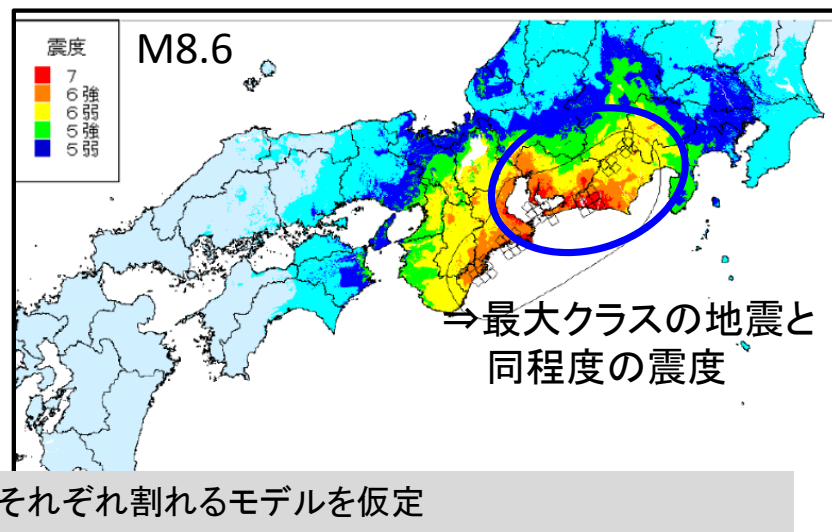 震度
7
6強
6弱
5強
5弱
M8.6
⇒最大クラスの地震と
同程度の震度
それぞれ割れるモデルを仮定